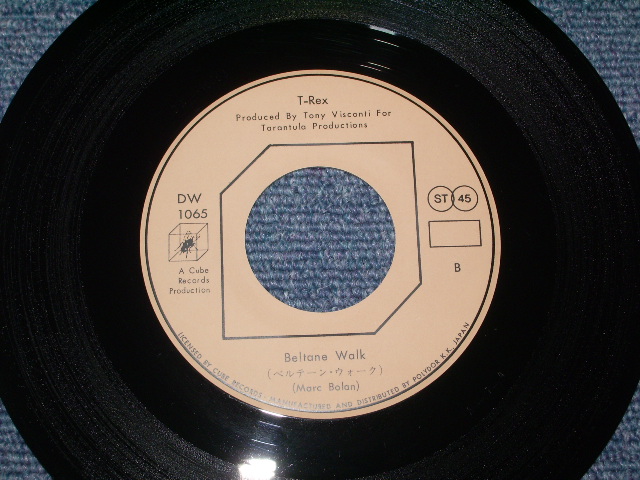 T-Rex
Produced By Tony Visconti For
Tarantula Productions
DW
1065
ST 45
A Cube
Records
Production
B
Beltane Walk
(ベルテーン・ウォーク)
(Marc Bolan)
LICENSED BY CUBE RECORDS · MANUFACTURED AND DISTRIBUTED BY POLYDOR K.K. JAPAN